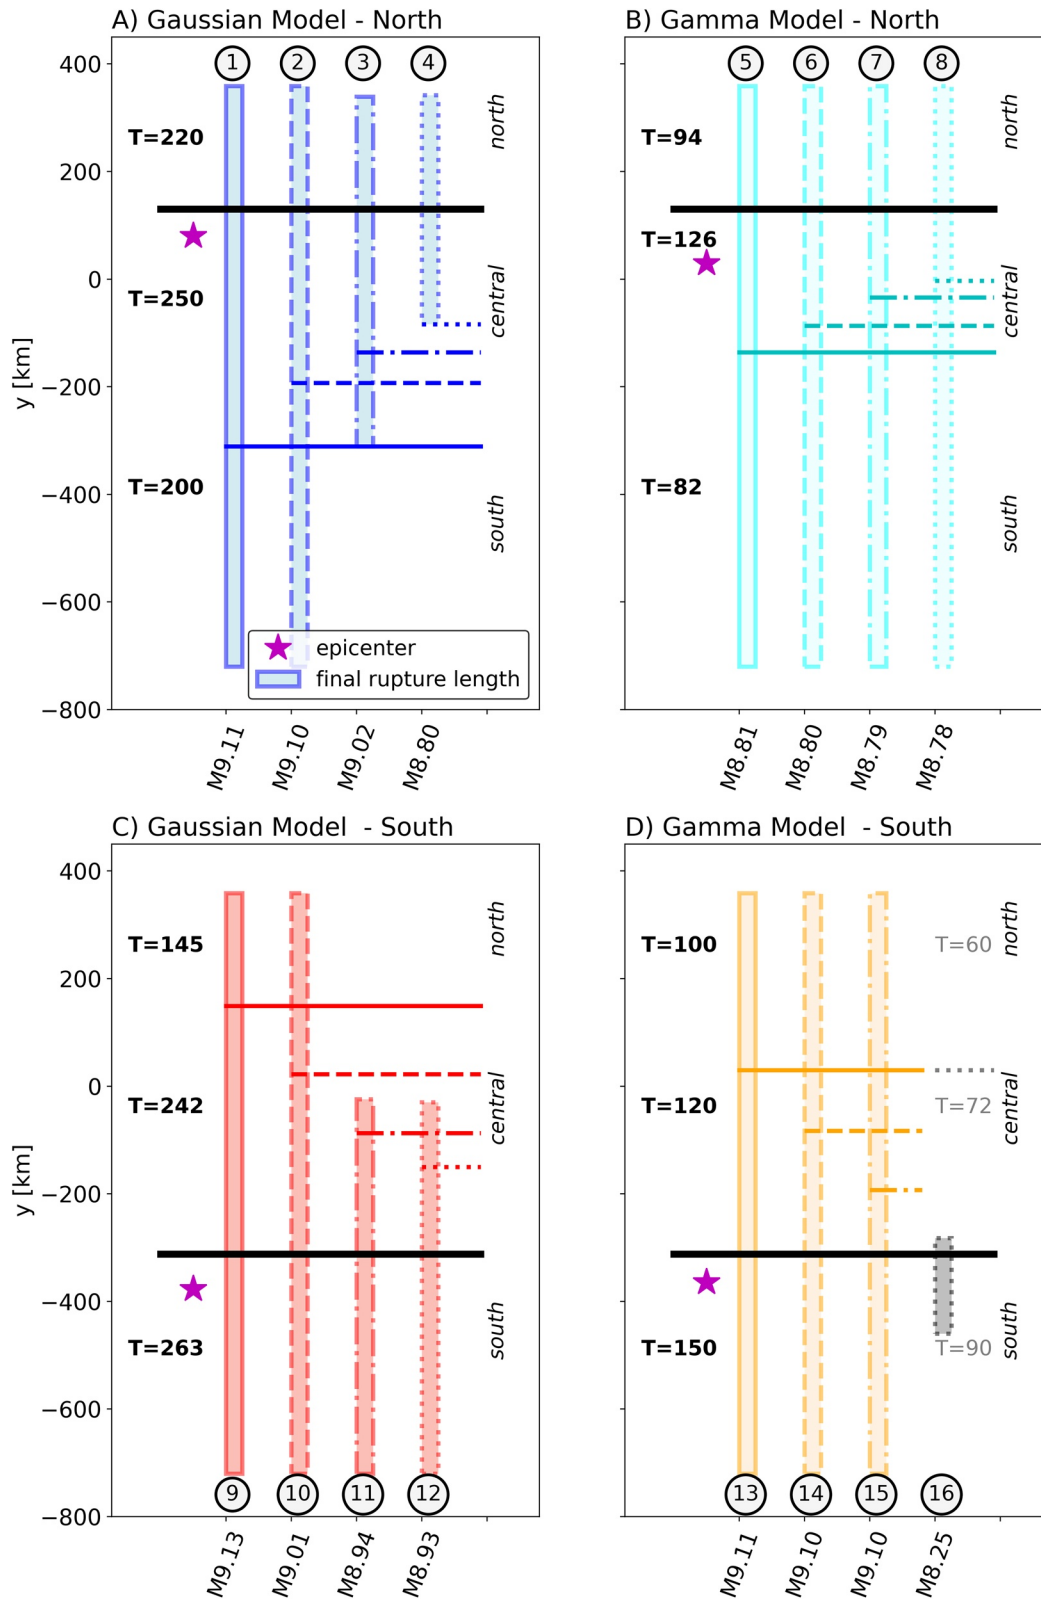 A) Gaussian Model - North
y [km]
400
200
0
−200
−400
−600
−800
1
2
3
4
T=220
T=250
T=200
north
central
south
epicenter
final rupture length
M9.11
M9.10
M9.02
M8.80
B) Gamma Model - North
5
6
7
8
T=94
T=126
T=82
north
central
south
M8.81
M8.80
M8.79
M8.78
C) Gaussian Model  - South
y [km]
400
200
0
−200
−400
−600
−800
T=145
T=242
T=263
north
central
south
9
10
11
12
M9.13
M9.01
M8.94
M8.93
D) Gamma Model  - South
T=100
T=120
T=150
T=60
T=72
T=90
north
central
south
13
14
15
16
M9.11
M9.10
M9.10
M8.25